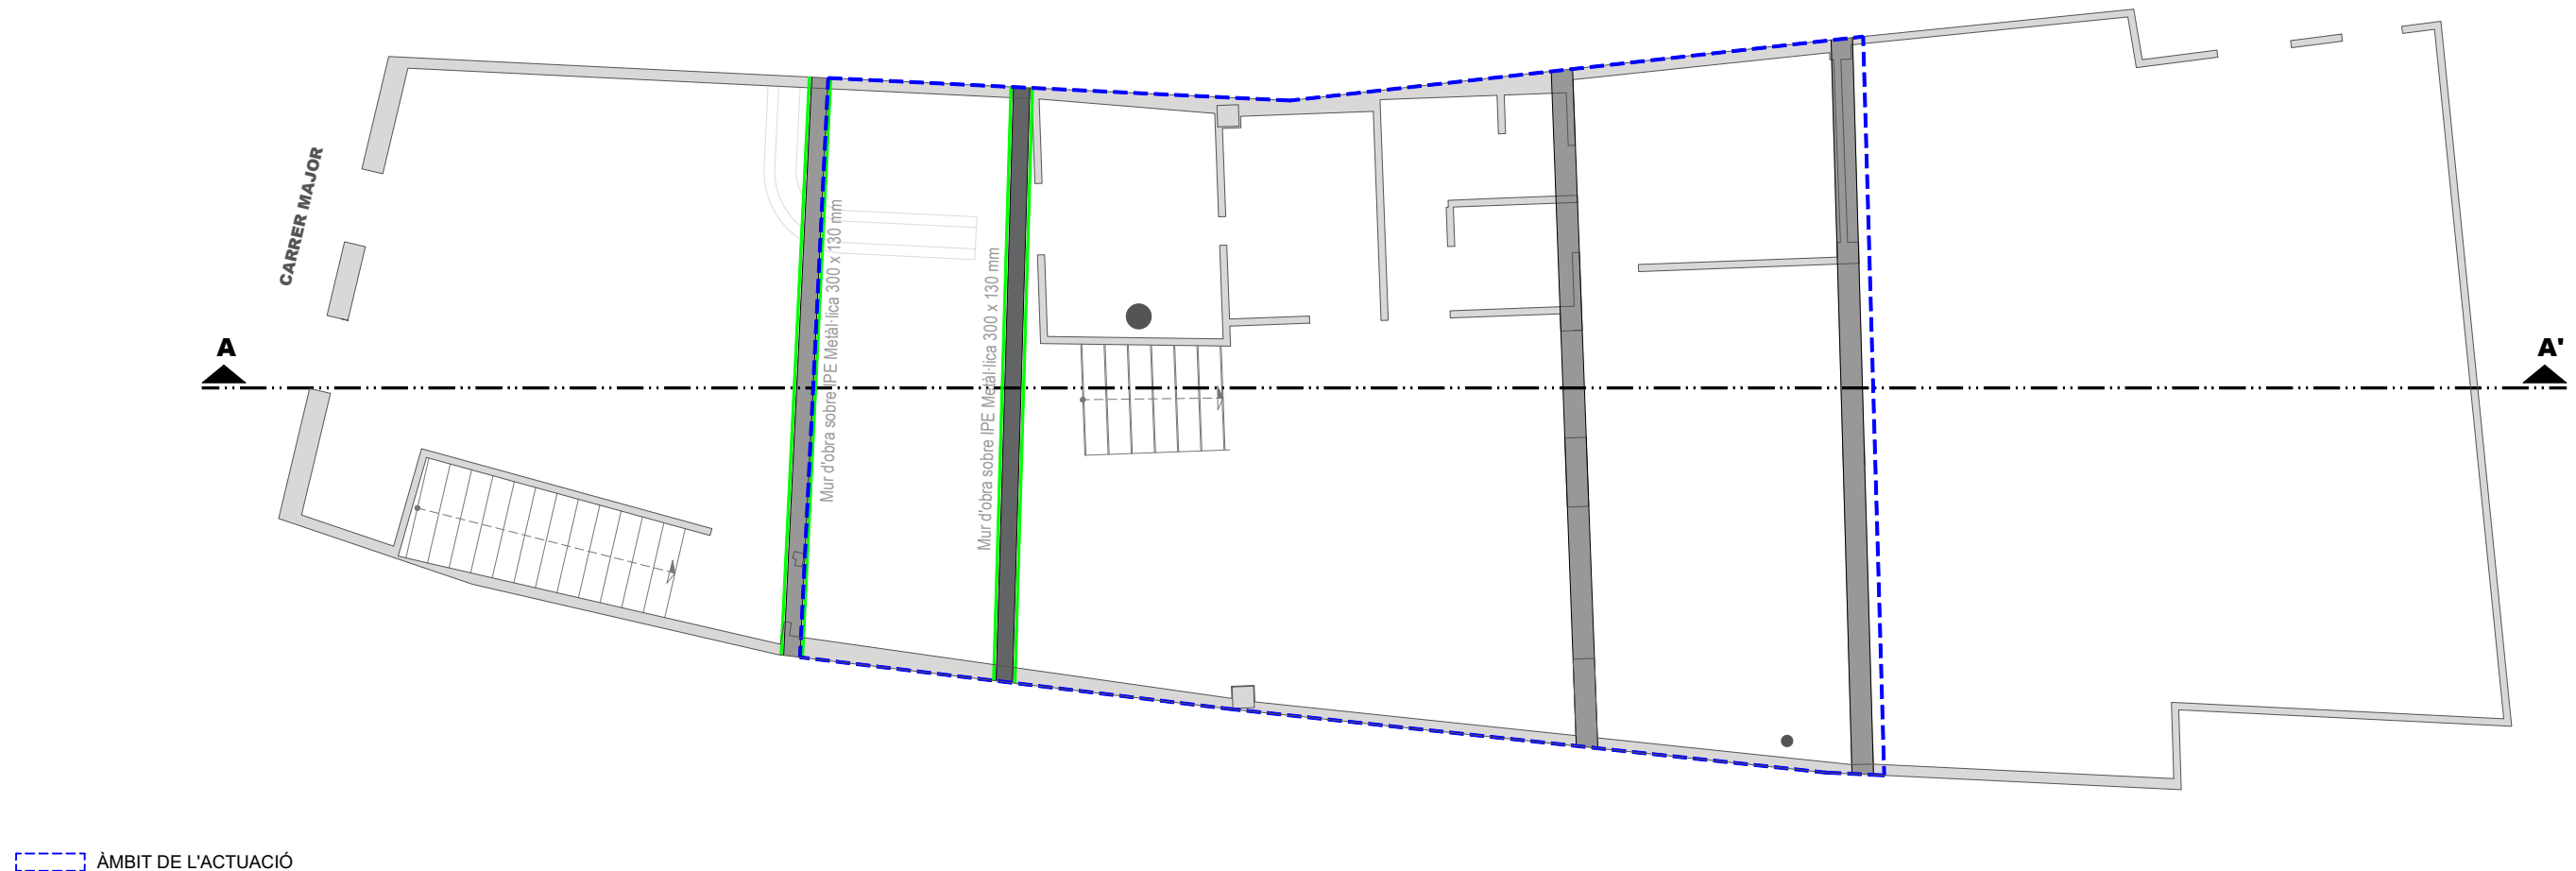 CARRER MAJOR
A
Mur d'obra sobre IPE Metàl·lica 300 x 130 mm
Mur d'obra sobre IPE Metàl·lica 300 x 130 mm
A'
ÀMBIT DE L'ACTUACIÓ